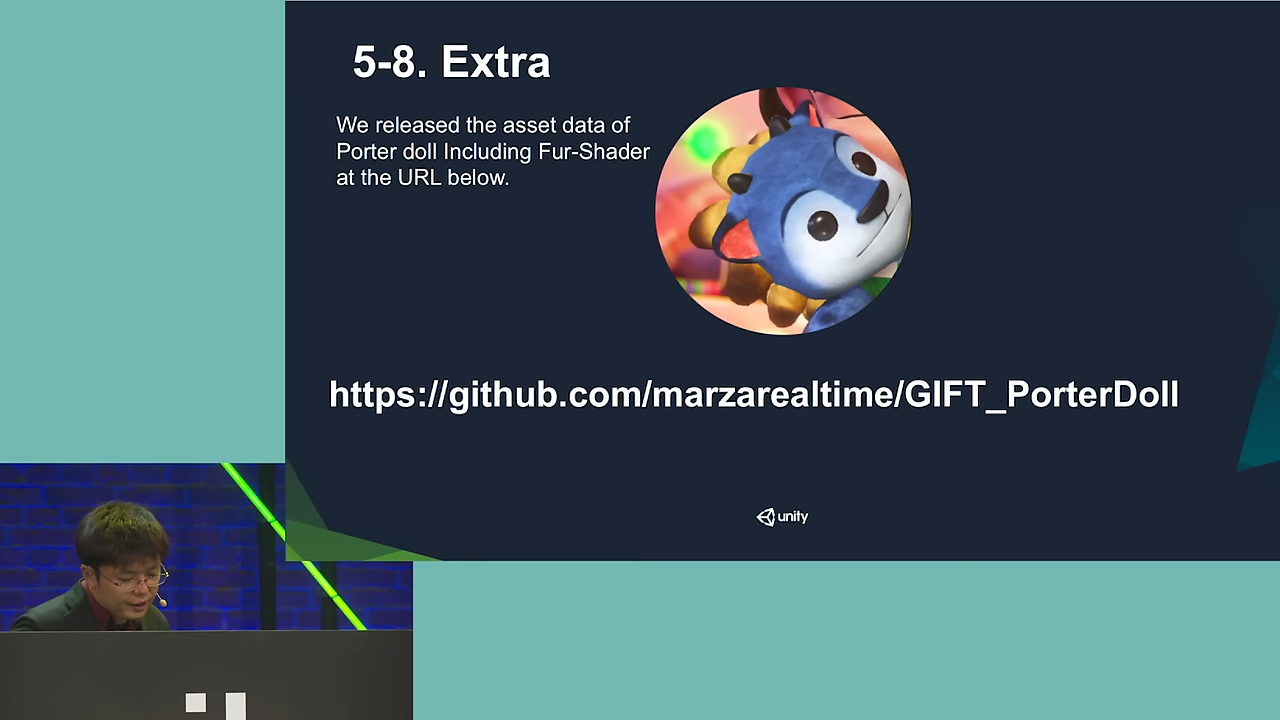 5-8. Extra
We released the asset data of
Porter doll Including Fur-Shader
at the URL below.
https://github.com/marzarealtime/GIFT_PorterDoll
unity